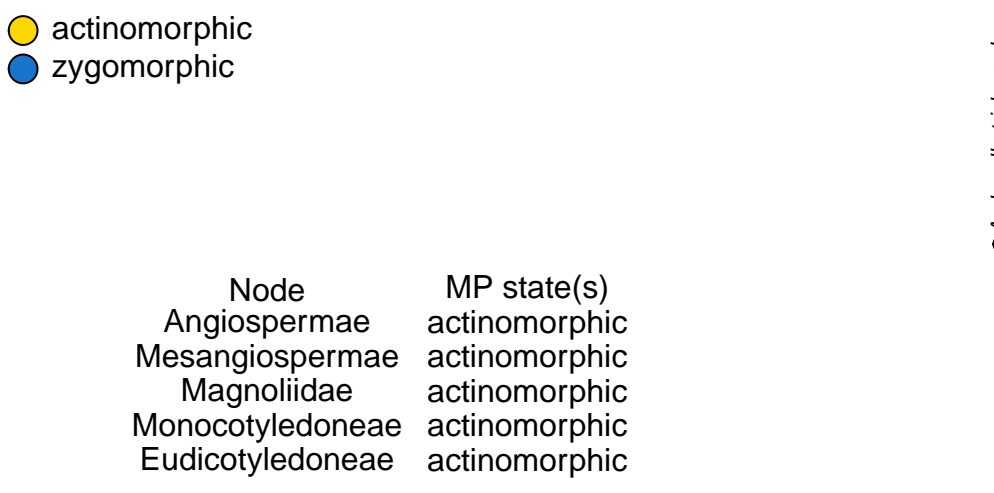 actinomorphic
zygomorphic
Node MP state(s)
Angiospermae actinomorphic
Mesangiospermae actinomorphic
Magnoliidae actinomorphic
Monocotyledoneae actinomorphic
Eudicotyledoneae actinomorphic